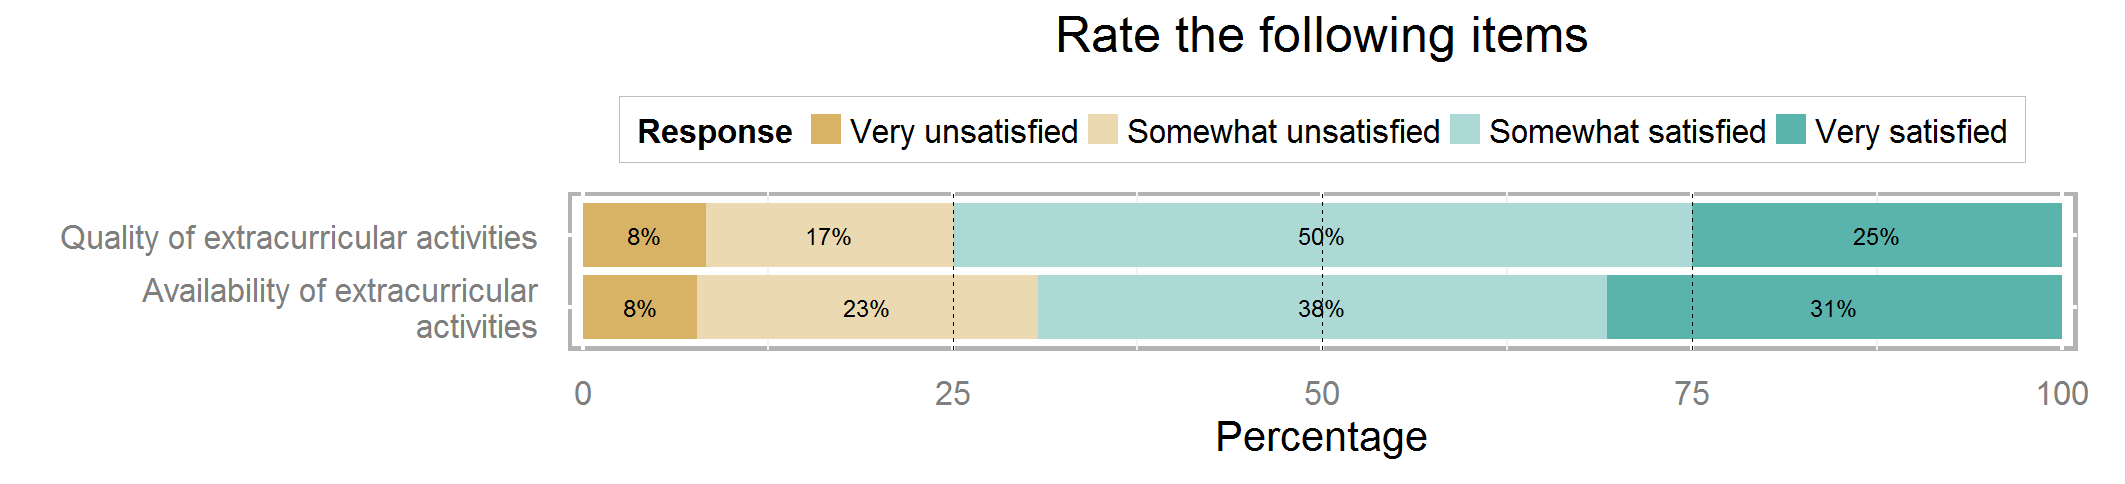 Rate the following items
Response Very unsatisfied Somewhat unsatisfied Somewhat satisfied Very satisfied
Quality of extracurricular activities 8% 17% 50% 25%
Availability of extracurricular
activities
8% 23% 38% 31%
0 25 50 75 100
Percentage